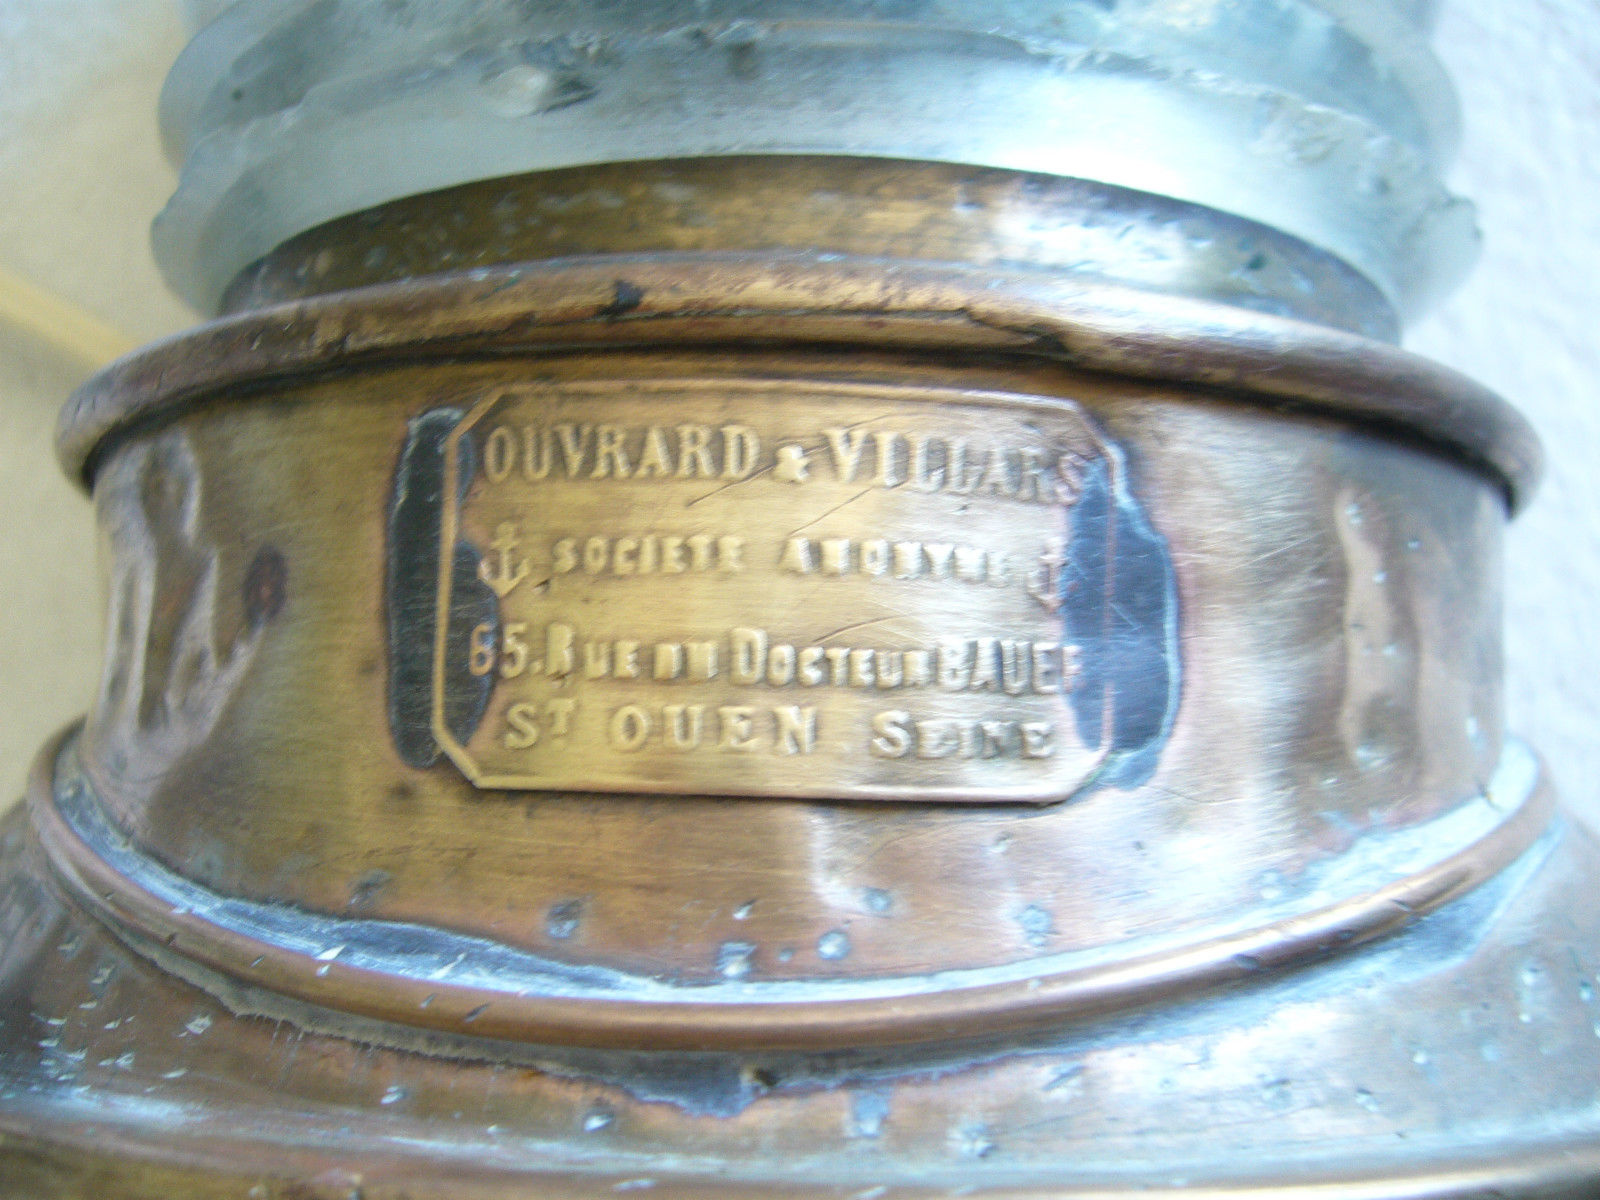 OUVRARD & VILLARS
SOCIETE ANONYME
65. RUE DU DOCTEUR BAUER
ST OUEN SEINE